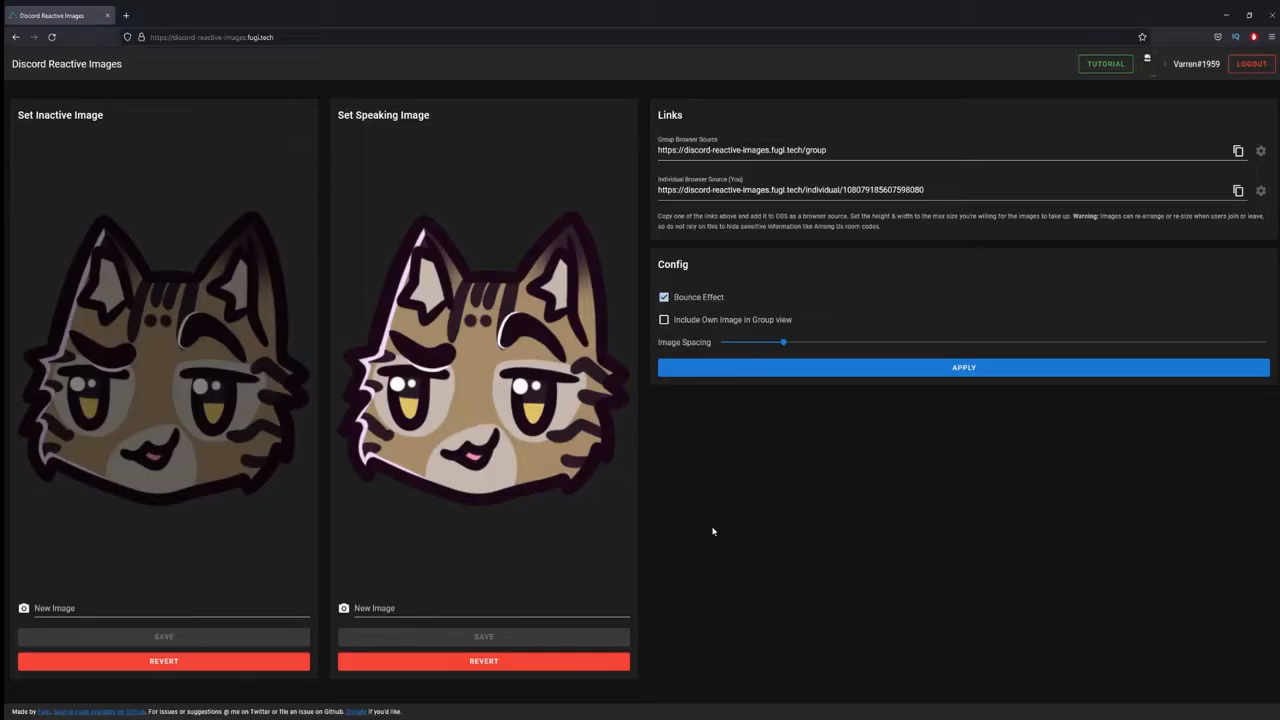 Discord Reactive Images
https://discord-reactive-images.fugi.tech
Discord Reactive Images
TUTORIAL
Varren#1959
LOGOUT
Set Inactive Image
New Image
SAVE
REVERT
Set Speaking Image
New Image
SAVE
REVERT
Links
Group Browser Source
https://discord-reactive-images.fugi.tech/group
Individual Browser Source (You)
https://discord-reactive-images.fugi.tech/individual/108079185607598080
Copy one of the links above and add it to OBS as a browser source. Set the height & width to the max size you're willing for the images to take up. Warning: Images can re-arrange or re-size when users join or leave,
so do not rely on this to hide sensitive information like Among Us room codes.
Config
Bounce Effect
Include Own Image in Group view
Image Spacing
APPLY
Made by Fugi. Source code available on Github. For issues or suggestions @ me on Twitter or file an issue on Github. Donate if you'd like.